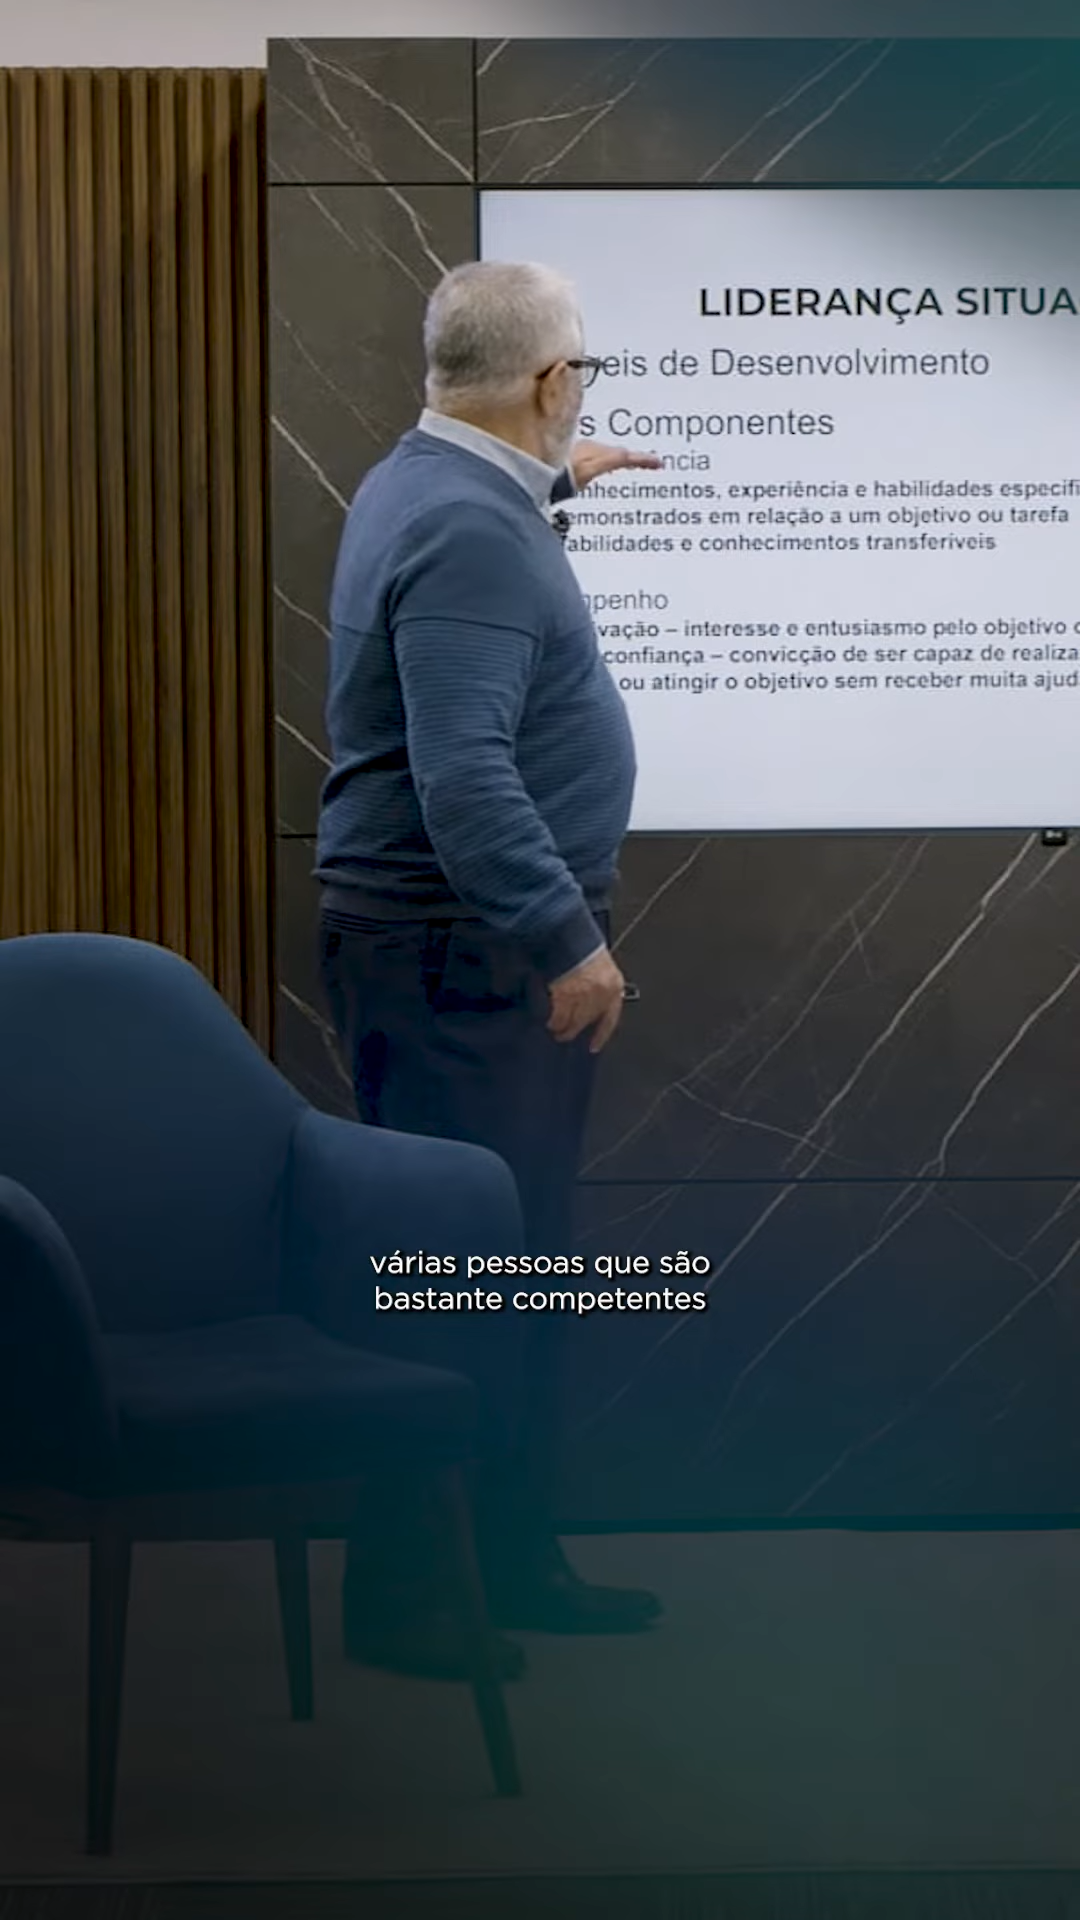 LIDERANÇA SITUA
veis de Desenvolvimento
s Componentes
ncia
nhecimentos, experiência e habilidades especifi
emonstrados em relação a um objetivo ou tarefa
abilidades e conhecimentos transferíveis
penho
vação – interesse e entusiasmo pelo objetivo o
confiança – convicção de ser capaz de realiza
ou atingir o objetivo sem receber muita ajud
várias pessoas que são
bastante competentes